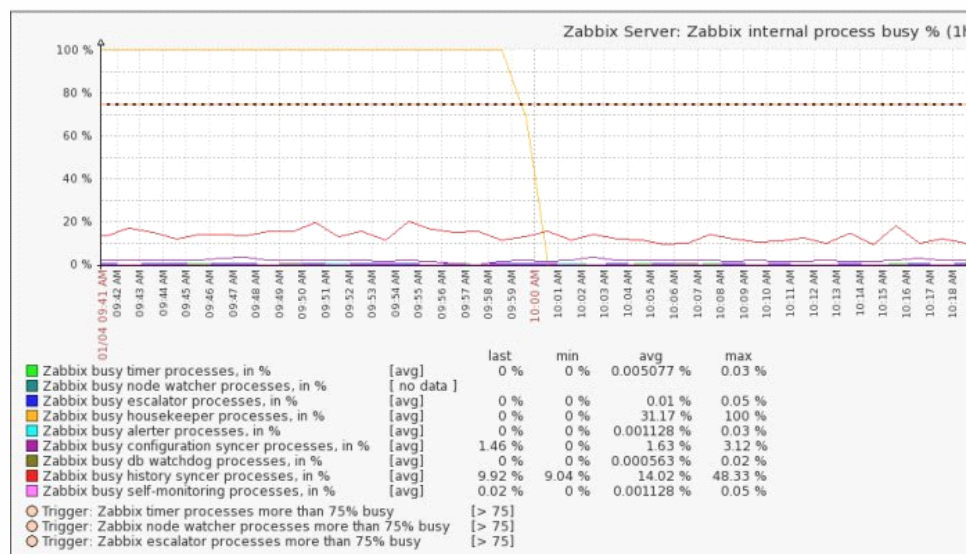 Zabbix Server: Zabbix internal process busy % (1h
100 %
80 %
60 %
40 %
20 %
0 %
01/04 09:41 AM
09:42 AM
09:43 AM
09:44 AM
09:45 AM
09:46 AM
09:47 AM
09:48 AM
09:49 AM
09:50 AM
09:51 AM
09:52 AM
09:53 AM
09:54 AM
09:55 AM
09:56 AM
09:57 AM
09:58 AM
09:59 AM
10:00 AM
10:01 AM
10:02 AM
10:03 AM
10:04 AM
10:05 AM
10:06 AM
10:07 AM
10:08 AM
10:09 AM
10:10 AM
10:11 AM
10:12 AM
10:13 AM
10:14 AM
10:15 AM
10:16 AM
10:17 AM
10:18 AM
last min avg max
Zabbix busy timer processes, in % [avg] 0 % 0 % 0.005077 % 0.03 %
Zabbix busy node watcher processes, in % [ no data ]
Zabbix busy escalator processes, in % [avg] 0 % 0 % 0.01 % 0.05 %
Zabbix busy housekeeper processes, in % [avg] 0 % 0 % 31.17 % 100 %
Zabbix busy alerter processes, in % [avg] 0 % 0 % 0.001128 % 0.03 %
Zabbix busy configuration syncer processes, in % [avg] 1.46 % 0 % 1.63 % 3.12 %
Zabbix busy db watchdog processes, in % [avg] 0 % 0 % 0.000563 % 0.02 %
Zabbix busy history syncer processes, in % [avg] 9.92 % 9.04 % 14.02 % 48.33 %
Zabbix busy self-monitoring processes, in % [avg] 0.02 % 0 % 0.001128 % 0.05 %
Trigger: Zabbix timer processes more than 75% busy [> 75]
Trigger: Zabbix node watcher processes more than 75% busy [> 75]
Trigger: Zabbix escalator processes more than 75% busy [> 75]